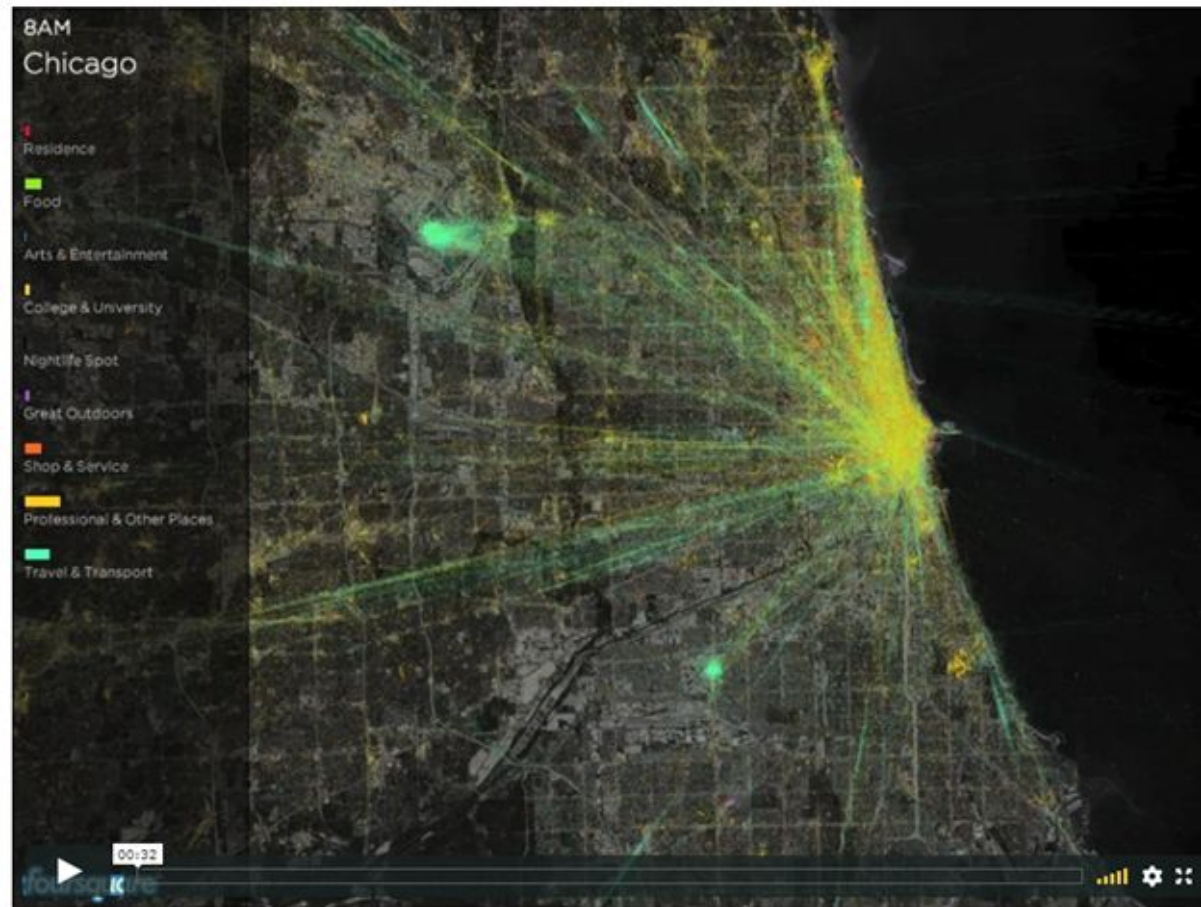 8AM
Chicago
Residence
Food
Arts & Entertainment
College & University
Nightlife Spot
Great Outdoors
Shop & Service
Professional & Other Places
Travel & Transport
00:32
foursquare